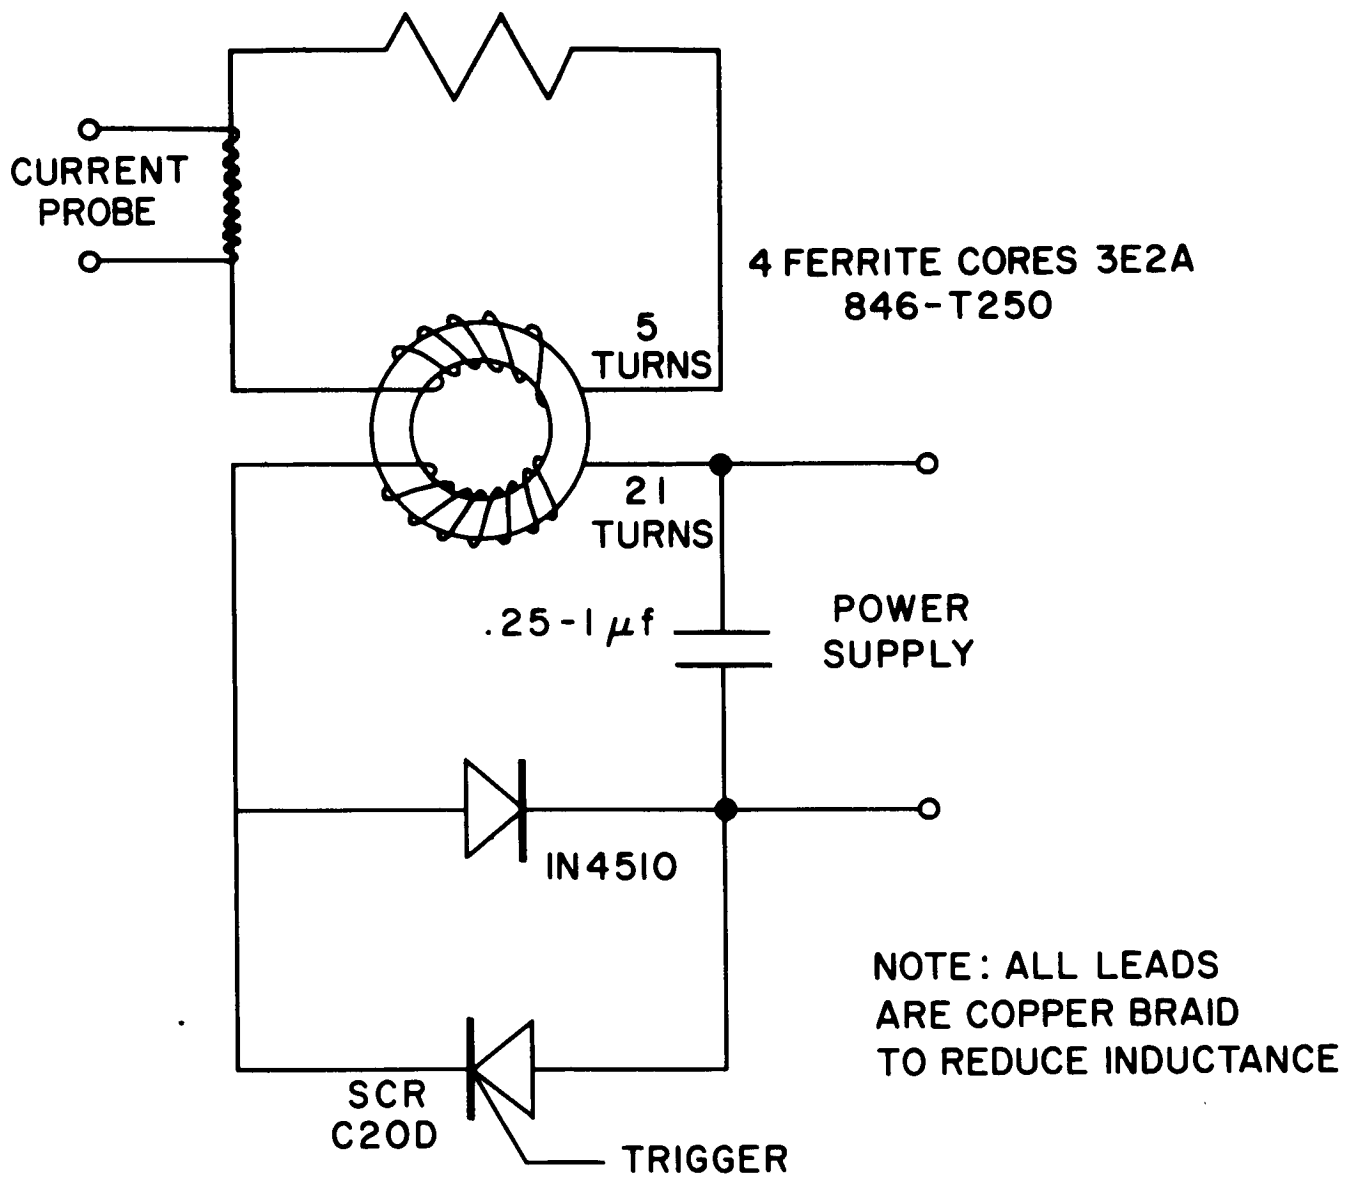 CURRENT
PROBE
4 FERRITE CORES 3E2A
846-T250
5
TURNS
21
TURNS
.25-1 μf
POWER
SUPPLY
IN4510
NOTE: ALL LEADS
ARE COPPER BRAID
TO REDUCE INDUCTANCE
SCR
C20D
TRIGGER